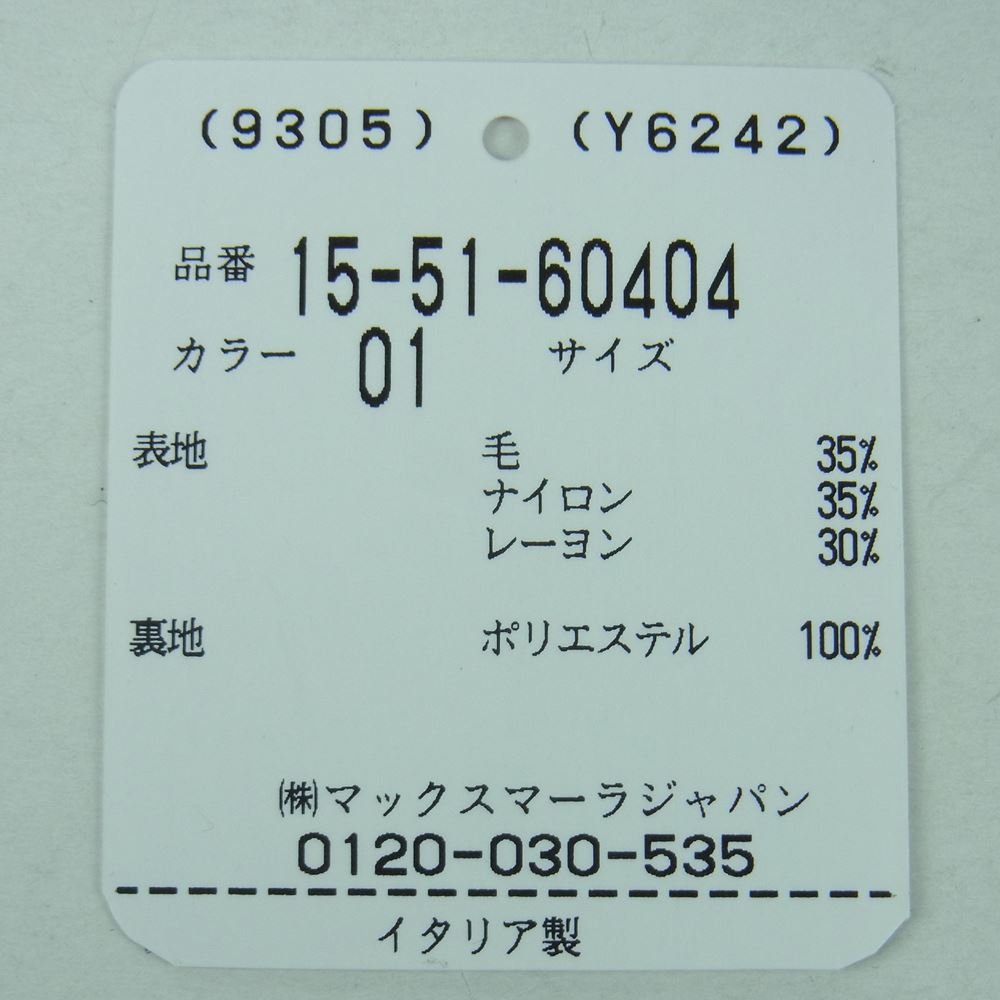 (9305) (Y6242)
品番 15-51-60404
カラー 01 サイズ
表地 毛 35%
ナイロン 35%
レーヨン 30%
裏地 ポリエステル 100%
㈱マックスマーラジャパン
0120-030-535
イタリア製